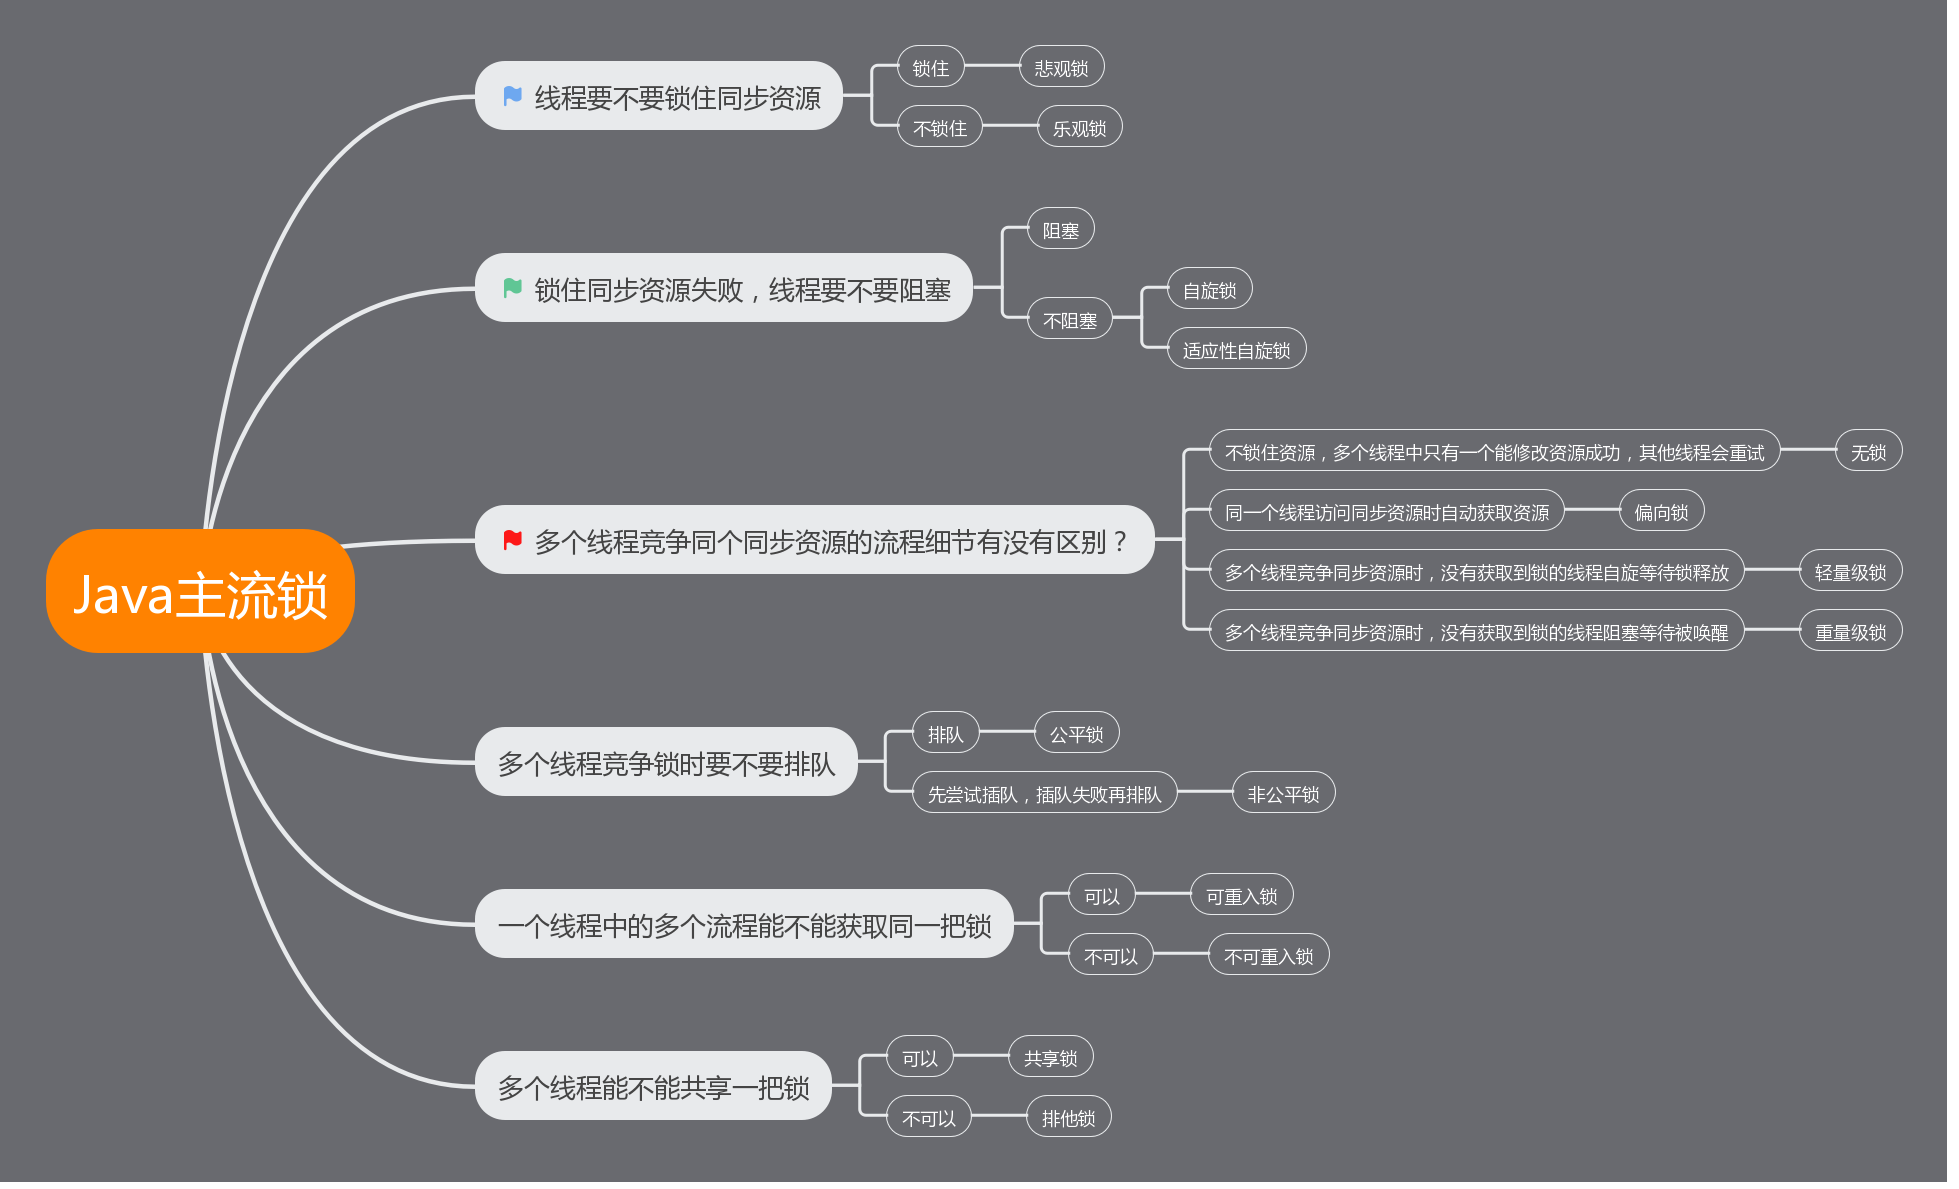 Java主流锁
线程要不要锁住同步资源
锁住
悲观锁
不锁住
乐观锁
锁住同步资源失败，线程要不要阻塞
阻塞
不阻塞
自旋锁
适应性自旋锁
多个线程竞争同个同步资源的流程细节有没有区别？
不锁住资源，多个线程中只有一个能修改资源成功，其他线程会重试
无锁
同一个线程访问同步资源时自动获取资源
偏向锁
多个线程竞争同步资源时，没有获取到锁的线程自旋等待锁释放
轻量级锁
多个线程竞争同步资源时，没有获取到锁的线程阻塞等待被唤醒
重量级锁
多个线程竞争锁时要不要排队
排队
公平锁
先尝试插队，插队失败再排队
非公平锁
一个线程中的多个流程能不能获取同一把锁
可以
可重入锁
不可以
不可重入锁
多个线程能不能共享一把锁
可以
共享锁
不可以
排他锁